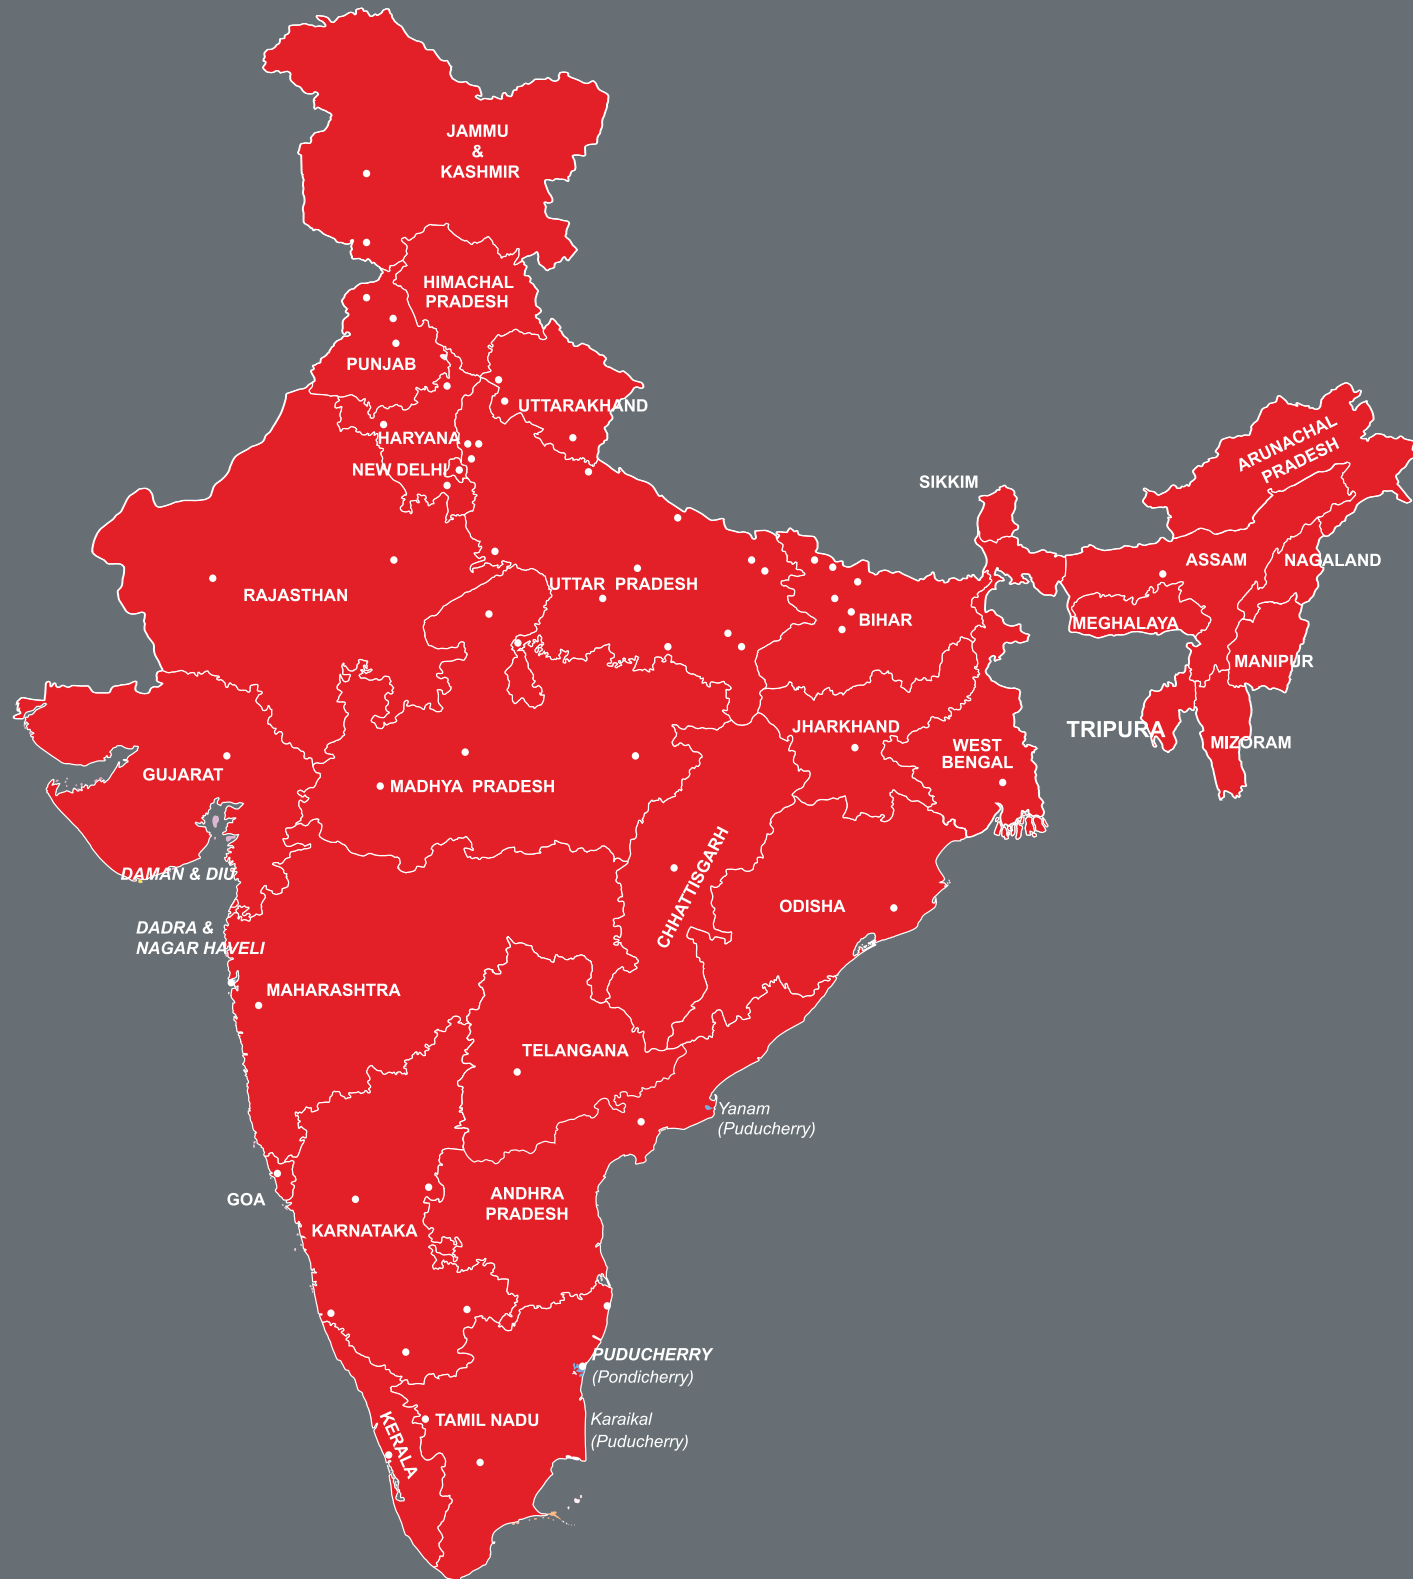 JAMMU
&
KASHMIR
HIMACHAL
PRADESH
PUNJAB
UTTARAKHAND
HARYANA
NEW DELHI
ARUNACHAL
PRADESH
SIKKIM
ASSAM
NAGALAND
RAJASTHAN
UTTAR PRADESH
BIHAR
MEGHALAYA
MANIPUR
TRIPURA
MIZORAM
JHARKHAND
WEST
BENGAL
GUJARAT
MADHYA PRADESH
CHHATTISGARH
DAMAN & DIU
ODISHA
DADRA &
NAGAR HAVELI
MAHARASHTRA
TELANGANA
Yanam
(Puducherry)
GOA
ANDHRA
PRADESH
KARNATAKA
PUDUCHERRY
(Pondicherry)
KERALA
TAMIL NADU
Karaikal
(Puducherry)